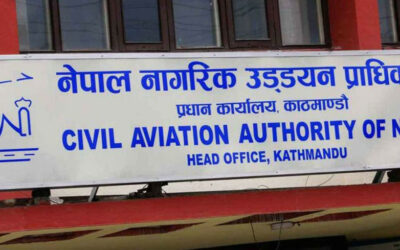 नेपाल नागरिक उड्डयन प्राधिक
प्रधान कार्यालय, काठमाण्डौ
CIVIL AVIATION AUTHORITY OF N
HEAD OFFICE, KATHMANDU